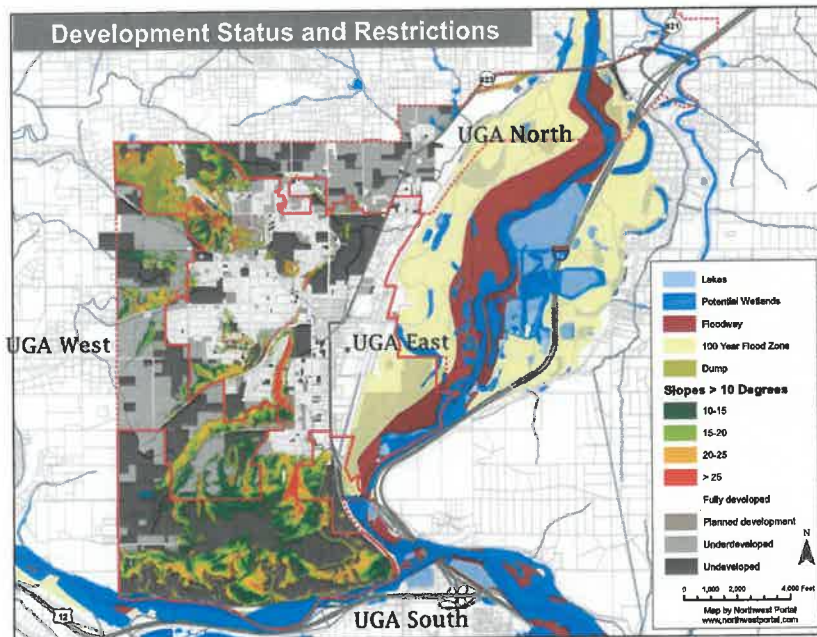 Development Status and Restrictions
UGA North
UGA West
UGA East
UGA South
12
Lakes
Potential Wetlands
Floodway
100 Year Flood Zone
Dump
Slopes > 10 Degrees
10-15
15-20
20-25
> 25
Fully developed
Planned development
Underdeveloped
Undeveloped
N
0 1,000 2,000 4,000 Feet
Map by Northwest Portal
www.northwestportal.com